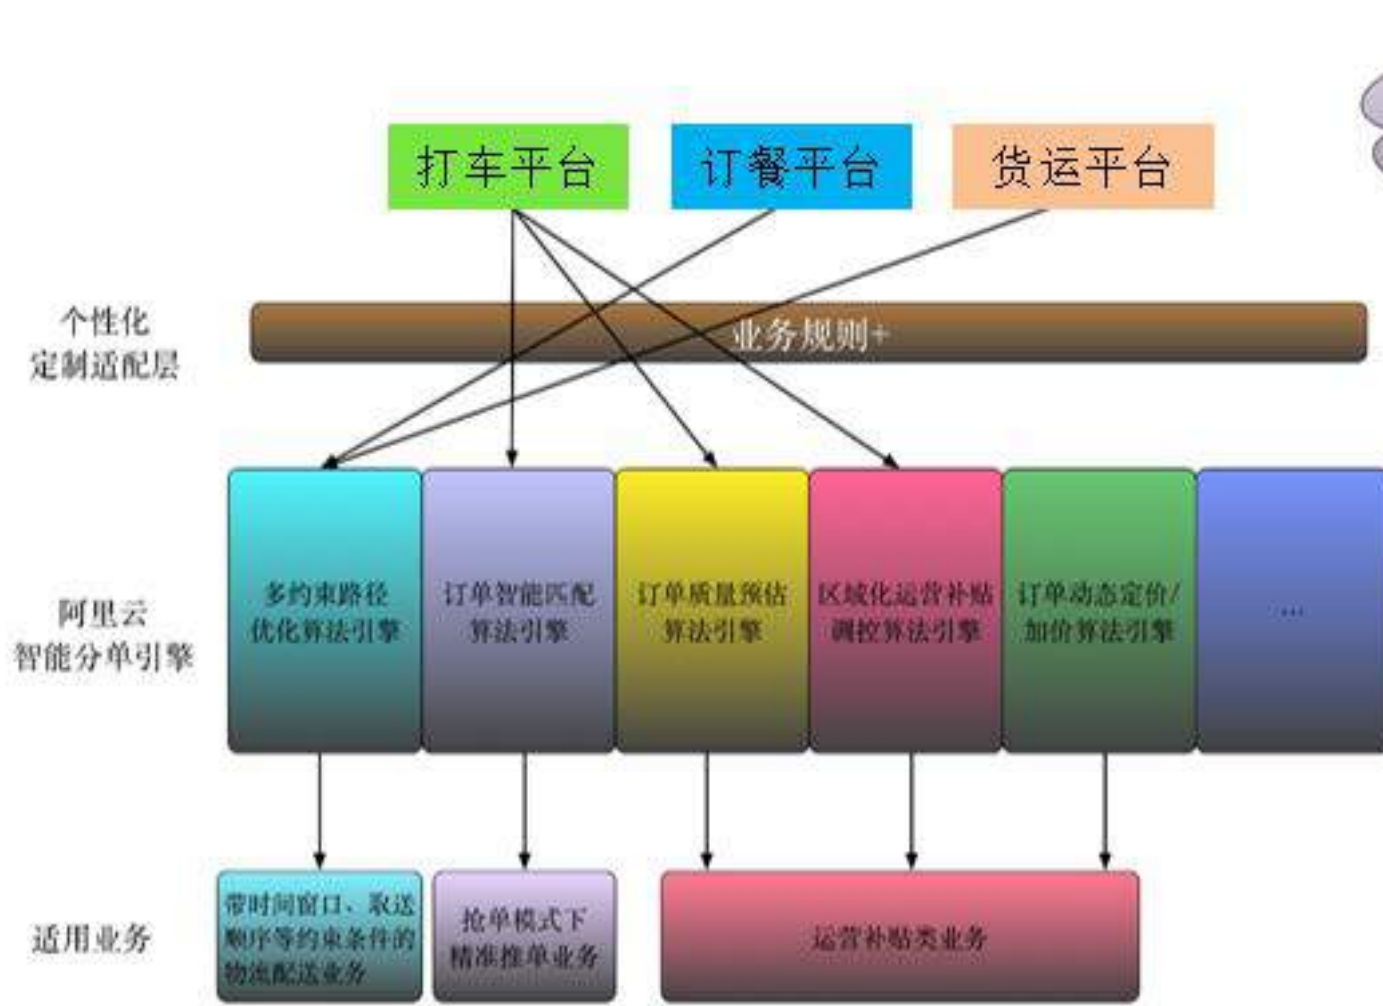 打车平台
订餐平台
货运平台
个性化
定制适配层
业务规则+
阿里云
智能分单引擎
多约束路径
优化算法引擎
订单智能匹配
算法引擎
订单质量预估
算法引擎
区域化运营补贴
调控算法引擎
订单动态定价/
加价算法引擎
...
适用业务
带时间窗口、取送
顺序等约束条件的
物流配送业务
抢单模式下
精准推单业务
运营补贴类业务